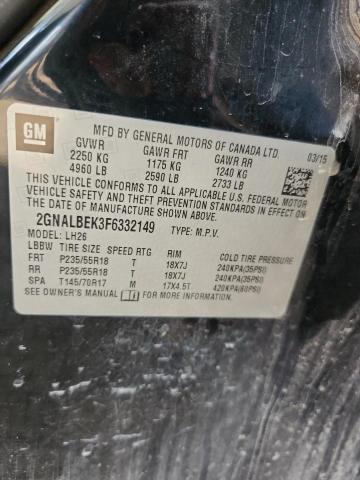 GM
MFD BY GENERAL MOTORS OF CANADA LTD.
03/15
GVWR GAWR FRT GAWR RR
2250 KG 1175 KG 1240 KG
4960 LB 2590 LB 2733 LB
THIS VEHICLE CONFORMS TO ALL APPLICABLE U.S. FEDERAL MOTOR
VEHICLE SAFETY AND THEFT PREVENTION STANDARDS IN EFFECT ON
THE DATE OF MANUFACTURE SHOWN ABOVE.
2GNALBEK3F6332149 TYPE: M.P.V.
MODEL: LH26
LBBW TIRE SIZE SPEED RTG RIM COLD TIRE PRESSURE
FRT P235/55R18 T 18X7J 240KPA(35PSI)
RR P235/55R18 T 18X7J 240KPA(35PSI)
SPA T145/70R17 M 17X4.5T 420KPA(60PSI)
SEE OWNER'S MANUAL FOR ADDITIONAL INFORMATION.